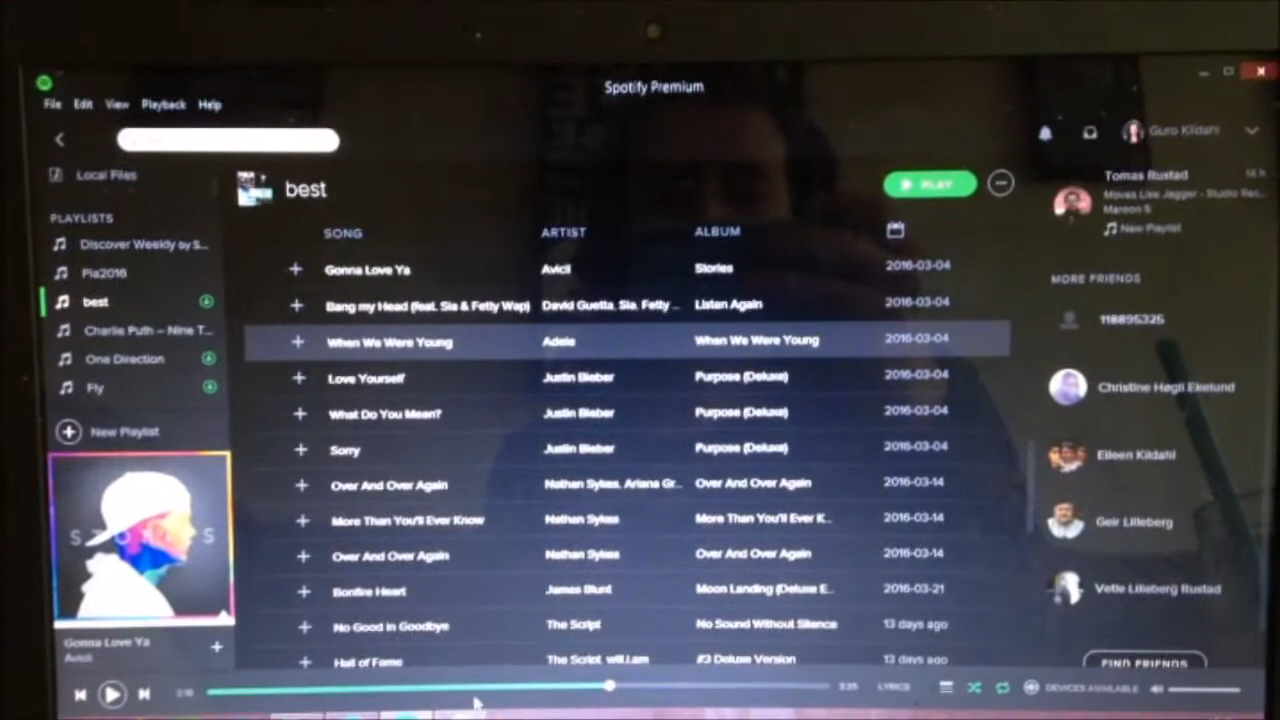 Spotify Premium
File Edit View Playback Help
Guro Kildahl
Local Files
PLAYLISTS
Discover Weekly by S...
Pia2016
best
Charlie Puth – Nine T...
One Direction
Fly
New Playlist
STORIES
Gonna Love Ya
Avicii
best
PLAY
SONG ARTIST ALBUM
Gonna Love Ya Avicii Stories 2016-03-04
Bang my Head (feat. Sia & Fetty Wap) David Guetta, Sia, Fetty ... Listen Again 2016-03-04
When We Were Young Adele When We Were Young 2016-03-04
Love Yourself Justin Bieber Purpose (Deluxe) 2016-03-04
What Do You Mean? Justin Bieber Purpose (Deluxe) 2016-03-04
Sorry Justin Bieber Purpose (Deluxe) 2016-03-04
Over And Over Again Nathan Sykes, Ariana Gr... Over And Over Again 2016-03-14
More Than You'll Ever Know Nathan Sykes More Than You'll Ever K... 2016-03-14
Over And Over Again Nathan Sykes Over And Over Again 2016-03-14
Bonfire Heart James Blunt Moon Landing (Deluxe E... 2016-03-21
No Good in Goodbye The Script No Sound Without Silence 13 days ago
Hall of Fame The Script, will.i.am #3 Deluxe Version 13 days ago
Tomas Rustad 14 h
Moves Like Jagger - Studio Rec...
Maroon 5
New Playlist
MORE FRIENDS
118895325
Christine Høgli Ekelund
Eileen Kildahl
Geir Lilleberg
Vetle Lilleberg Rustad
FIND FRIENDS
3:35 LYRICS DEVICES AVAILABLE